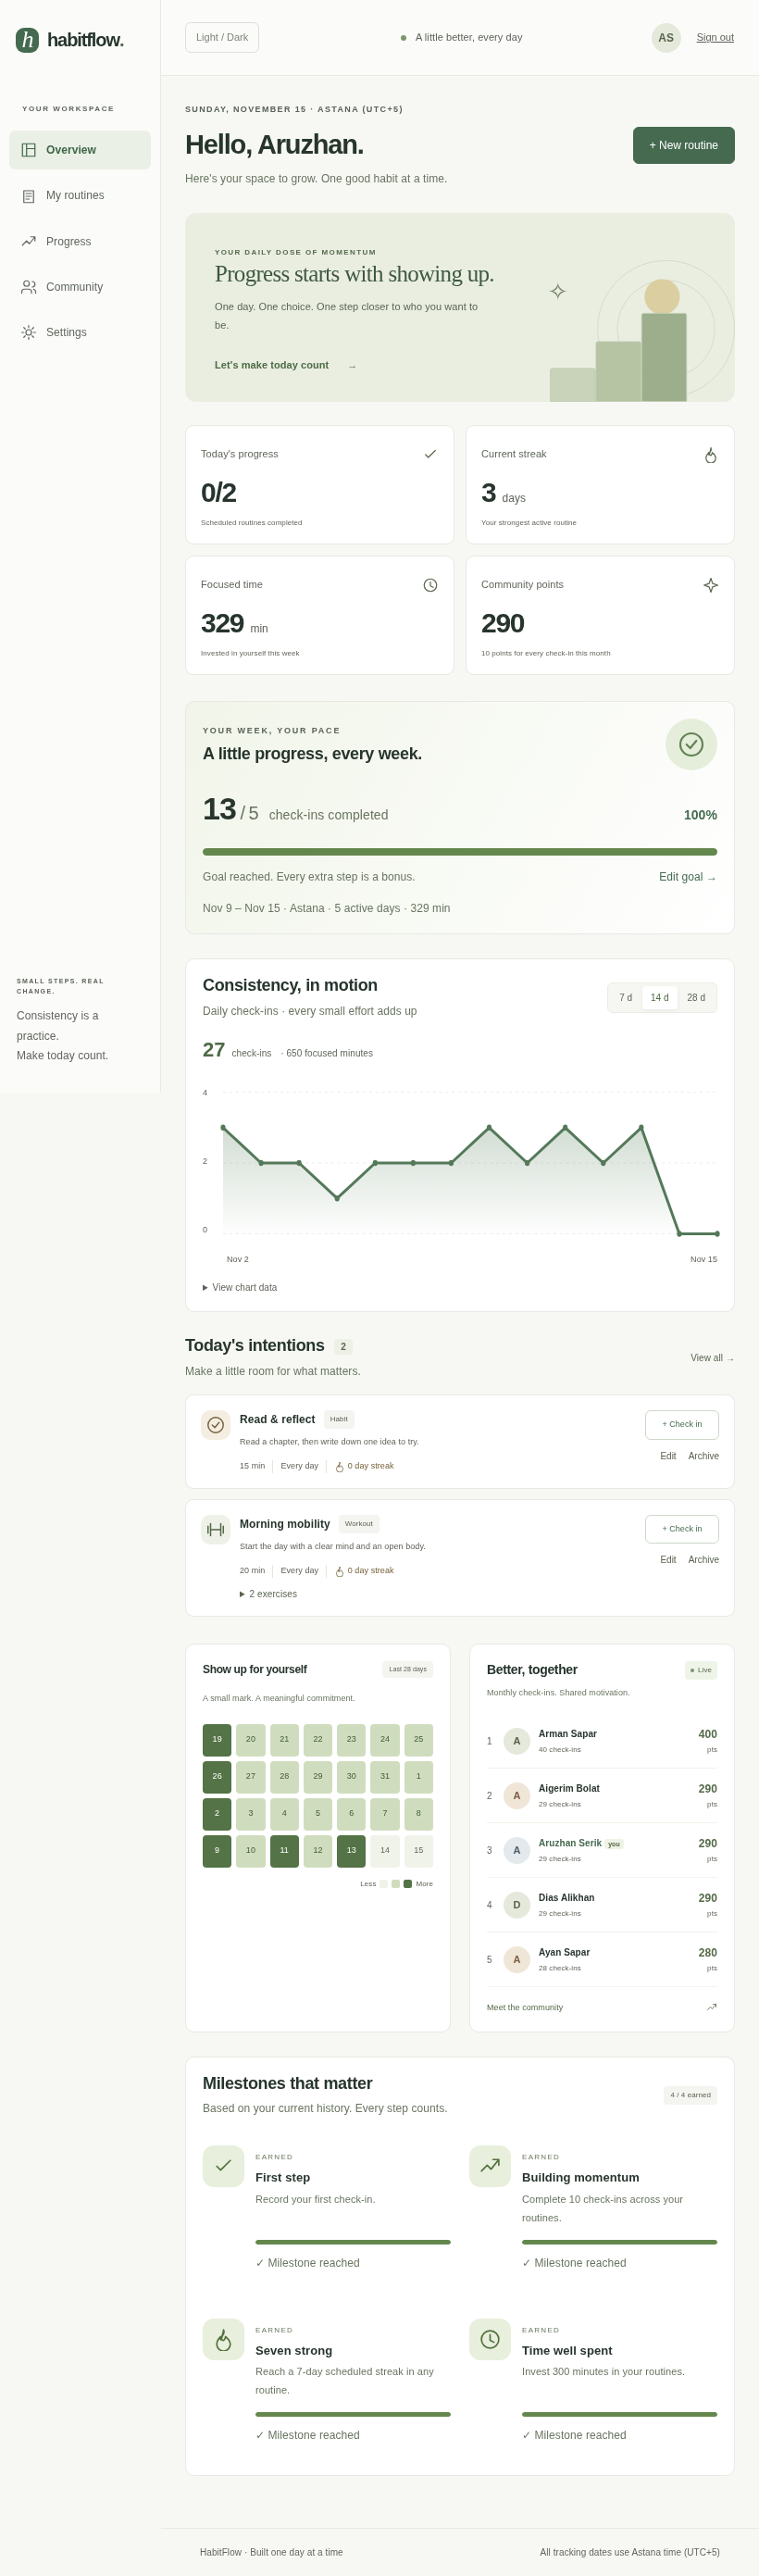 habitflow.
YOUR WORKSPACE
Overview
My routines
Progress
Community
Settings
SMALL STEPS. REAL
CHANGE.
Consistency is a
practice.
Make today count.
Light / Dark
A little better, every day
AS
Sign out
SUNDAY, NOVEMBER 15 · ASTANA (UTC+5)
Hello, Aruzhan.
Here's your space to grow. One good habit at a time.
+ New routine
YOUR DAILY DOSE OF MOMENTUM
Progress starts with showing up.
One day. One choice. One step closer to who you want to
be.
Let's make today count →
Today's progress
0/2
Scheduled routines completed
Current streak
3 days
Your strongest active routine
Focused time
329 min
Invested in yourself this week
Community points
290
10 points for every check-in this month
YOUR WEEK, YOUR PACE
A little progress, every week.
13 / 5 check-ins completed
100%
Goal reached. Every extra step is a bonus.
Edit goal →
Nov 9 – Nov 15 · Astana · 5 active days · 329 min
Consistency, in motion
Daily check-ins · every small effort adds up
7 d 14 d 28 d
27 check-ins · 650 focused minutes
4
2
0
Nov 2
Nov 15
View chart data
Today's intentions 2
Make a little room for what matters.
View all →
Read & reflect Habit
Read a chapter, then write down one idea to try.
15 min Every day 0 day streak
+ Check in
Edit Archive
Morning mobility Workout
Start the day with a clear mind and an open body.
20 min Every day 0 day streak
2 exercises
+ Check in
Edit Archive
Show up for yourself
Last 28 days
A small mark. A meaningful commitment.
19 20 21 22 23 24 25
26 27 28 29 30 31 1
2 3 4 5 6 7 8
9 10 11 12 13 14 15
Less More
Better, together
Live
Monthly check-ins. Shared motivation.
1 A Arman Sapar 400
40 check-ins pts
2 A Aigerim Bolat 290
29 check-ins pts
3 A Aruzhan Serik you 290
29 check-ins pts
4 D Dias Alikhan 290
29 check-ins pts
5 A Ayan Sapar 280
28 check-ins pts
Meet the community
Milestones that matter
Based on your current history. Every step counts.
4 / 4 earned
EARNED
First step
Record your first check-in.
✓ Milestone reached
EARNED
Building momentum
Complete 10 check-ins across your
routines.
✓ Milestone reached
EARNED
Seven strong
Reach a 7-day scheduled streak in any
routine.
✓ Milestone reached
EARNED
Time well spent
Invest 300 minutes in your routines.
✓ Milestone reached
HabitFlow · Built one day at a time
All tracking dates use Astana time (UTC+5)